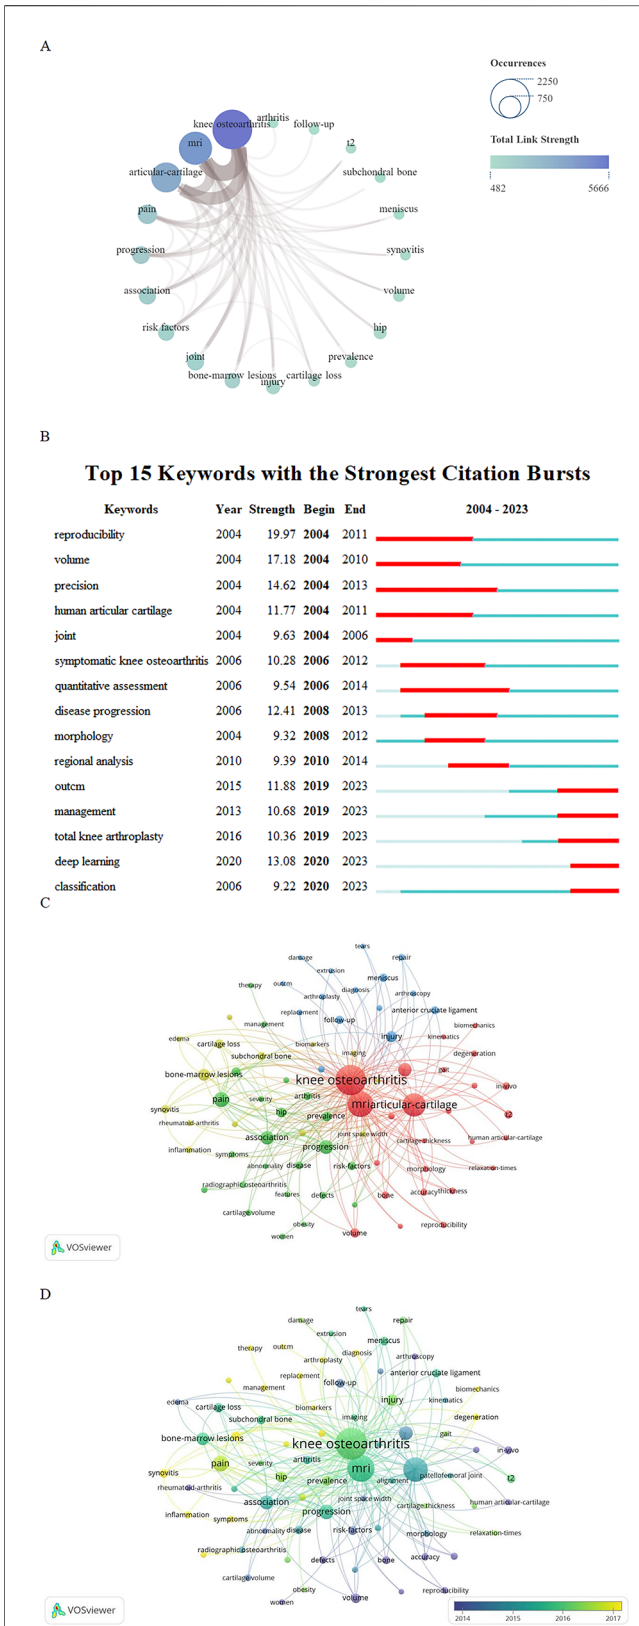 A
Occurrences
2250
750
Total Link Strength
482 5666
knee osteoarthritis
arthritis
follow-up
mri
t2
articular-cartilage
subchondral bone
pain
meniscus
progression
synovitis
association
volume
risk factors
hip
joint
prevalence
bone-marrow lesions
injury
cartilage loss
B
Top 15 Keywords with the Strongest Citation Bursts
Keywords Year Strength Begin End 2004 - 2023
reproducibility 2004 19.97 2004 2011
volume 2004 17.18 2004 2010
precision 2004 14.62 2004 2013
human articular cartilage 2004 11.77 2004 2011
joint 2004 9.63 2004 2006
symptomatic knee osteoarthritis 2006 10.28 2006 2012
quantitative assessment 2006 9.54 2006 2014
disease progression 2006 12.41 2008 2013
morphology 2004 9.32 2008 2012
regional analysis 2010 9.39 2010 2014
outcm 2015 11.88 2019 2023
management 2013 10.68 2019 2023
total knee arthroplasty 2016 10.36 2019 2023
deep learning 2020 13.08 2020 2023
classification 2006 9.22 2020 2023
C
tears
damage
repair
extrusion
meniscus
therapy
outcm
diagnosis
arthroplasty
arthroscopy
replacement
anterior cruciate ligament
follow-up
management
biomechanics
edema
injury
kinematics
cartilage loss
biomarkers
subchondral bone
imaging
degeneration
bone-marrow lesions
gait
knee osteoarthritis
in-vivo
pain
severity
arthritis
synovitis
hip
mri
articular-cartilage
t2
rheumatoid-arthritis
prevalence
association
joint space width
cartilage thickness
human articular-cartilage
inflammation
symptoms
progression
abnormality
disease
risk-factors
morphology
relaxation-times
radiographic osteoarthritis
features
defects
bone
accuracy
thickness
cartilage volume
obesity
women
volume
reproducibility
VOSviewer
D
tears
damage
repair
extrusion
meniscus
therapy
outcm
diagnosis
arthroplasty
arthroscopy
replacement
anterior cruciate ligament
follow-up
management
biomechanics
edema
injury
kinematics
cartilage loss
biomarkers
subchondral bone
imaging
degeneration
bone-marrow lesions
gait
knee osteoarthritis
in-vivo
pain
severity
arthritis
synovitis
hip
mri
patellofemoral joint
t2
rheumatoid-arthritis
prevalence
alignment
association
joint space width
cartilage thickness
human articular-cartilage
inflammation
symptoms
progression
abnormality
disease
risk-factors
morphology
relaxation-times
radiographic osteoarthritis
defects
bone
accuracy
cartilage volume
obesity
women
volume
reproducibility
VOSviewer
2014 2015 2016 2017